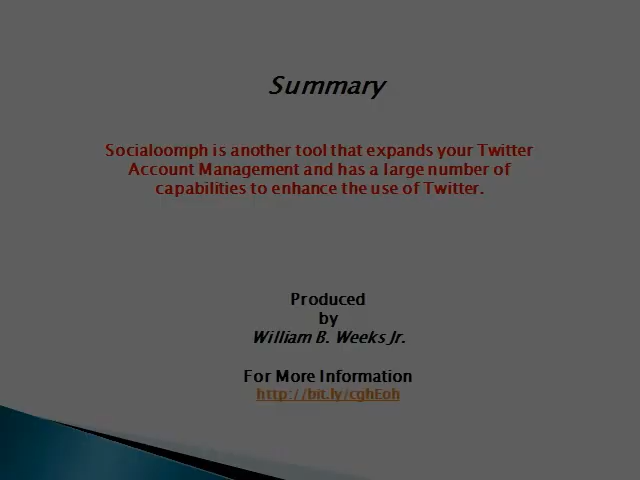 Summary
Socialoomph is another tool that expands your Twitter
Account Management and has a large number of
capabilities to enhance the use of Twitter.
Produced
by
William B. Weeks Jr.
For More Information
http://bit.ly/cghEoh